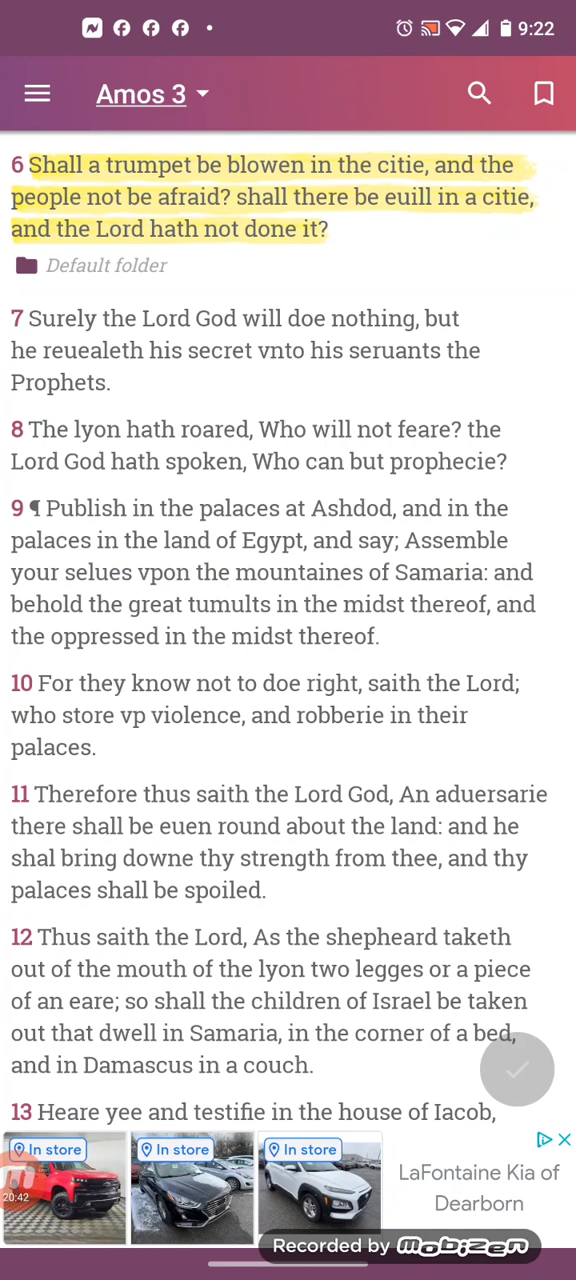 9:22
Amos 3
6 Shall a trumpet be blowen in the citie, and the
people not be afraid? shall there be euill in a citie,
and the Lord hath not done it?
Default folder
7 Surely the Lord God will doe nothing, but
he reuealeth his secret vnto his seruants the
Prophets.
8 The lyon hath roared, Who will not feare? the
Lord God hath spoken, Who can but prophecie?
9 ¶ Publish in the palaces at Ashdod, and in the
palaces in the land of Egypt, and say; Assemble
your selues vpon the mountaines of Samaria: and
behold the great tumults in the midst thereof, and
the oppressed in the midst thereof.
10 For they know not to doe right, saith the Lord;
who store vp violence, and robberie in their
palaces.
11 Therefore thus saith the Lord God, An aduersarie
there shall be euen round about the land: and he
shal bring downe thy strength from thee, and thy
palaces shall be spoiled.
12 Thus saith the Lord, As the shepheard taketh
out of the mouth of the lyon two legges or a piece
of an eare; so shall the children of Israel be taken
out that dwell in Samaria, in the corner of a bed,
and in Damascus in a couch.
13 Heare yee and testifie in the house of Iacob,
In store In store In store
LaFontaine Kia of
Dearborn
20:42
Recorded by mobizen